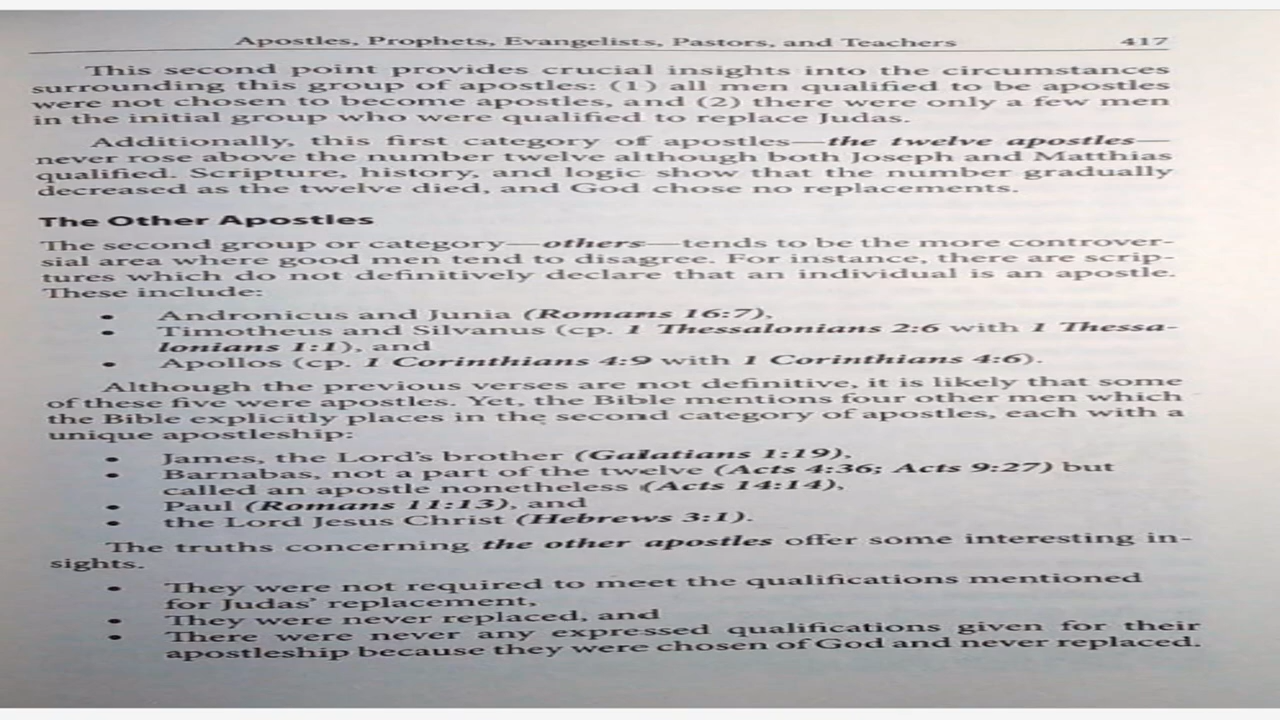 Apostles, Prophets, Evangelists, Pastors, and Teachers 417
This second point provides crucial insights into the circumstances
surrounding this group of apostles: (1) all men qualified to be apostles
were not chosen to become apostles, and (2) there were only a few men
in the initial group who were qualified to replace Judas.
Additionally, this first category of apostles—the twelve apostles—
never rose above the number twelve although both Joseph and Matthias
qualified. Scripture, history, and logic show that the number gradually
decreased as the twelve died, and God chose no replacements.
The Other Apostles
The second group or category—others—tends to be the more controver-
sial area where good men tend to disagree. For instance, there are scrip-
tures which do not definitively declare that an individual is an apostle.
These include:
• Andronicus and Junia (Romans 16:7),
• Timotheus and Silvanus (cp. 1 Thessalonians 2:6 with 1 Thessa-
lonians 1:1), and
• Apollos (cp. 1 Corinthians 4:9 with 1 Corinthians 4:6).
Although the previous verses are not definitive, it is likely that some
of these five were apostles. Yet, the Bible mentions four other men which
the Bible explicitly places in the second category of apostles, each with a
unique apostleship:
• James, the Lord's brother (Galatians 1:19),
• Barnabas, not a part of the twelve (Acts 4:36; Acts 9:27) but
called an apostle nonetheless (Acts 14:14),
• Paul (Romans 11:13), and
• the Lord Jesus Christ (Hebrews 3:1).
The truths concerning the other apostles offer some interesting in-
sights.
• They were not required to meet the qualifications mentioned
for Judas' replacement,
• They were never replaced, and
• There were never any expressed qualifications given for their
apostleship because they were chosen of God and never replaced.